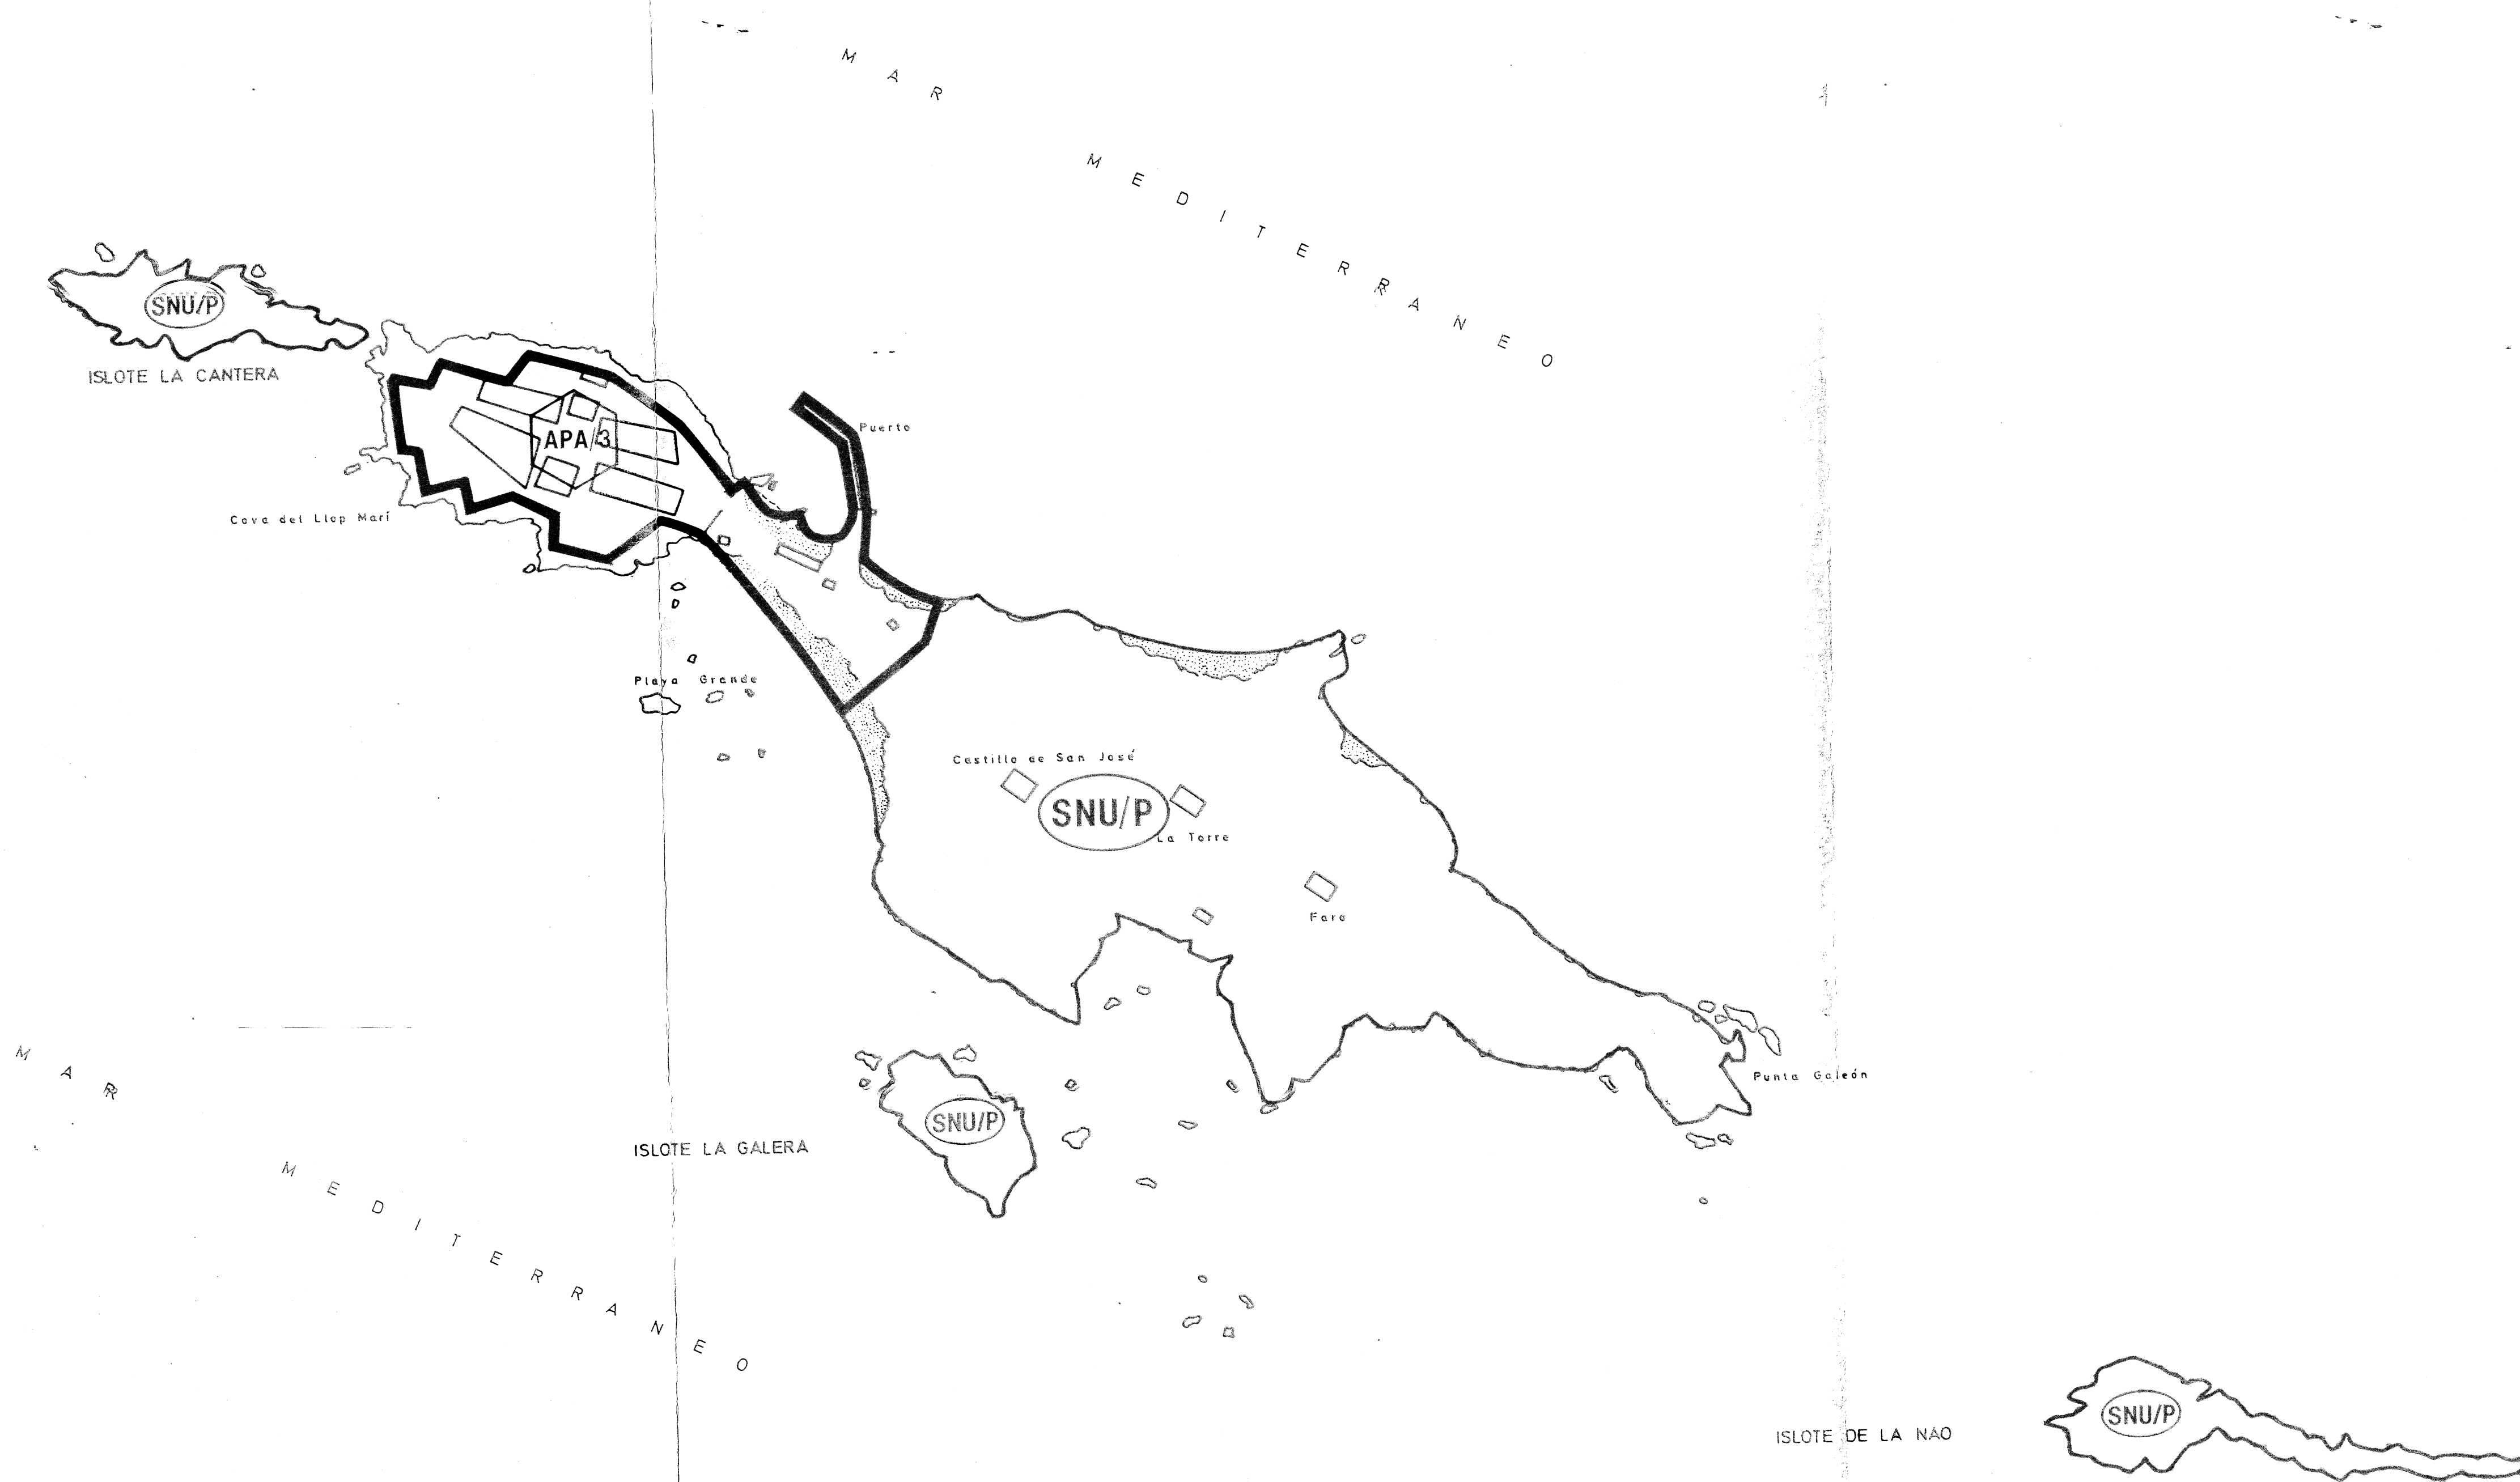 MAR MEDITERRANEO
SNU/P
ISLOTE LA CANTERA
APA/3
Puerto
Cova del Llop Marí
Playa Grande
Castillo de San José
SNU/P
La Torre
Faro
MAR MEDITERRANEO
SNU/P
ISLOTE LA GALERA
Punta Galeón
ISLOTE DE LA NAO
SNU/P